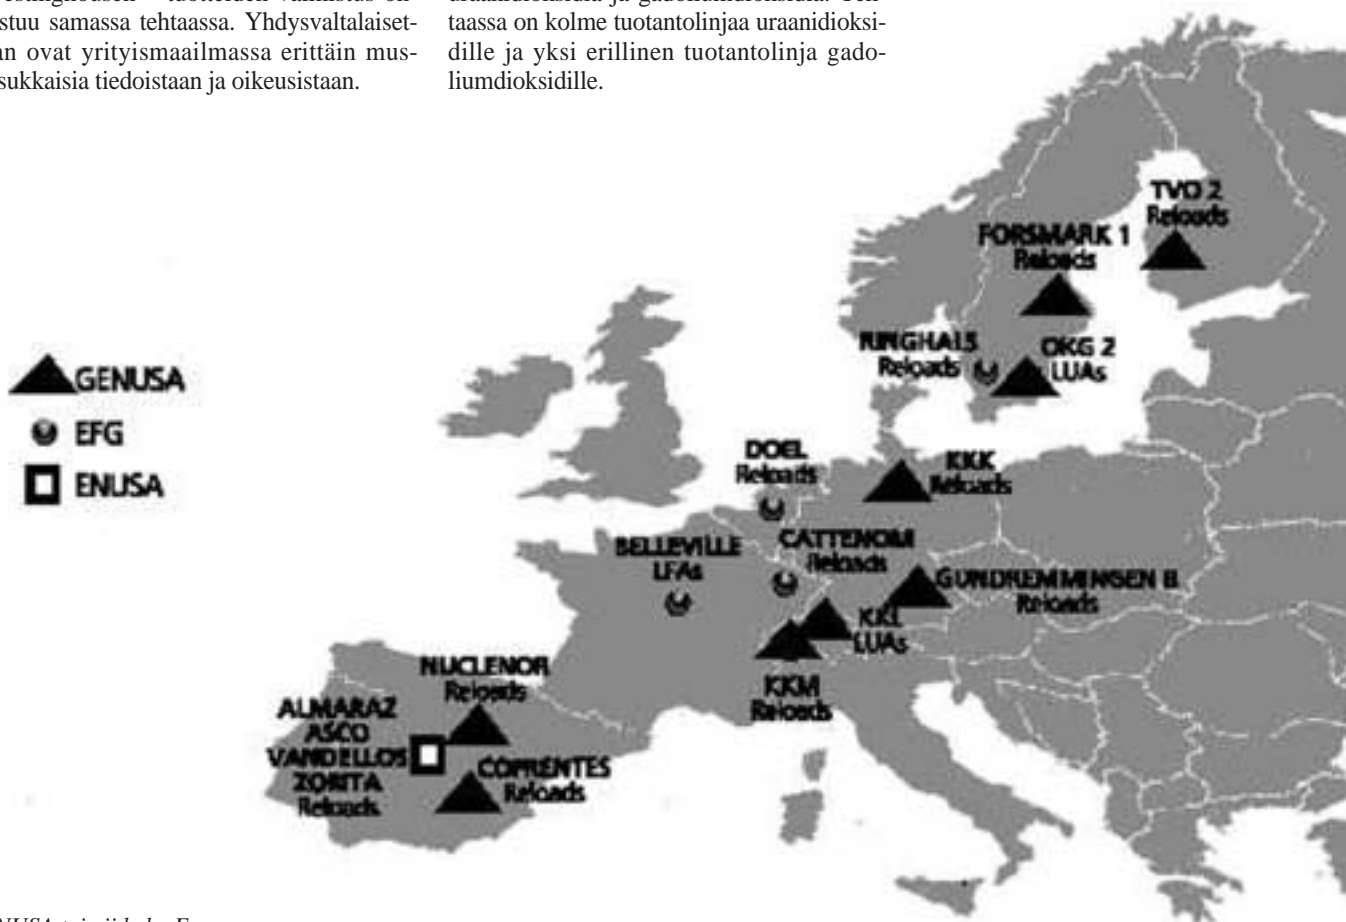 tuotteiden valmistus on-
stuu samassa tehtaassa. Yhdysvaltalaiset-
an ovat yritysmaailmassa erittäin mus-
sukkaisia tiedoistaan ja oikeusistaan.
taassa on kolme tuotantolinjaa uraanidioksi-
dille ja yksi erillinen tuotantolinja gado-
liumdioksidille.
TVO 2
Reloads
FORSMARK 1
Reloads
RINGHALS
Reloads
OKG 2
LUAs
GENUSA
EFG
ENUSA
DOEL
Reloads
KKK
Reloads
BELLEVILLE
LFAs
CATTENOM
Reloads
GUNDREMMINGEN B
Reloads
KKL
LUAs
KKM
Reloads
NUCLENOR
Reloads
ALMARAZ
ASCO
VANDELLOS
ZORITA
Reloads
COFRENTES
Reloads